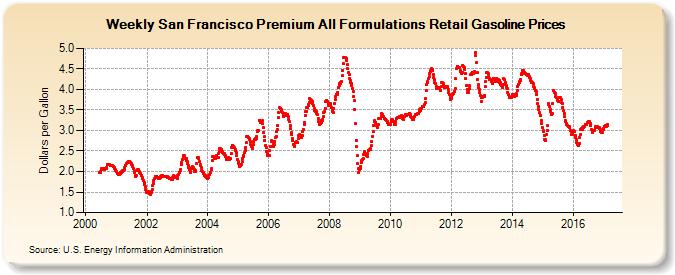 Weekly San Francisco Premium All Formulations Retail Gasoline Prices
Dollars per Gallon
5.0
4.5
4.0
3.5
3.0
2.5
2.0
1.5
1.0
2000 2002 2004 2006 2008 2010 2012 2014 2016
Source: U.S. Energy Information Administration